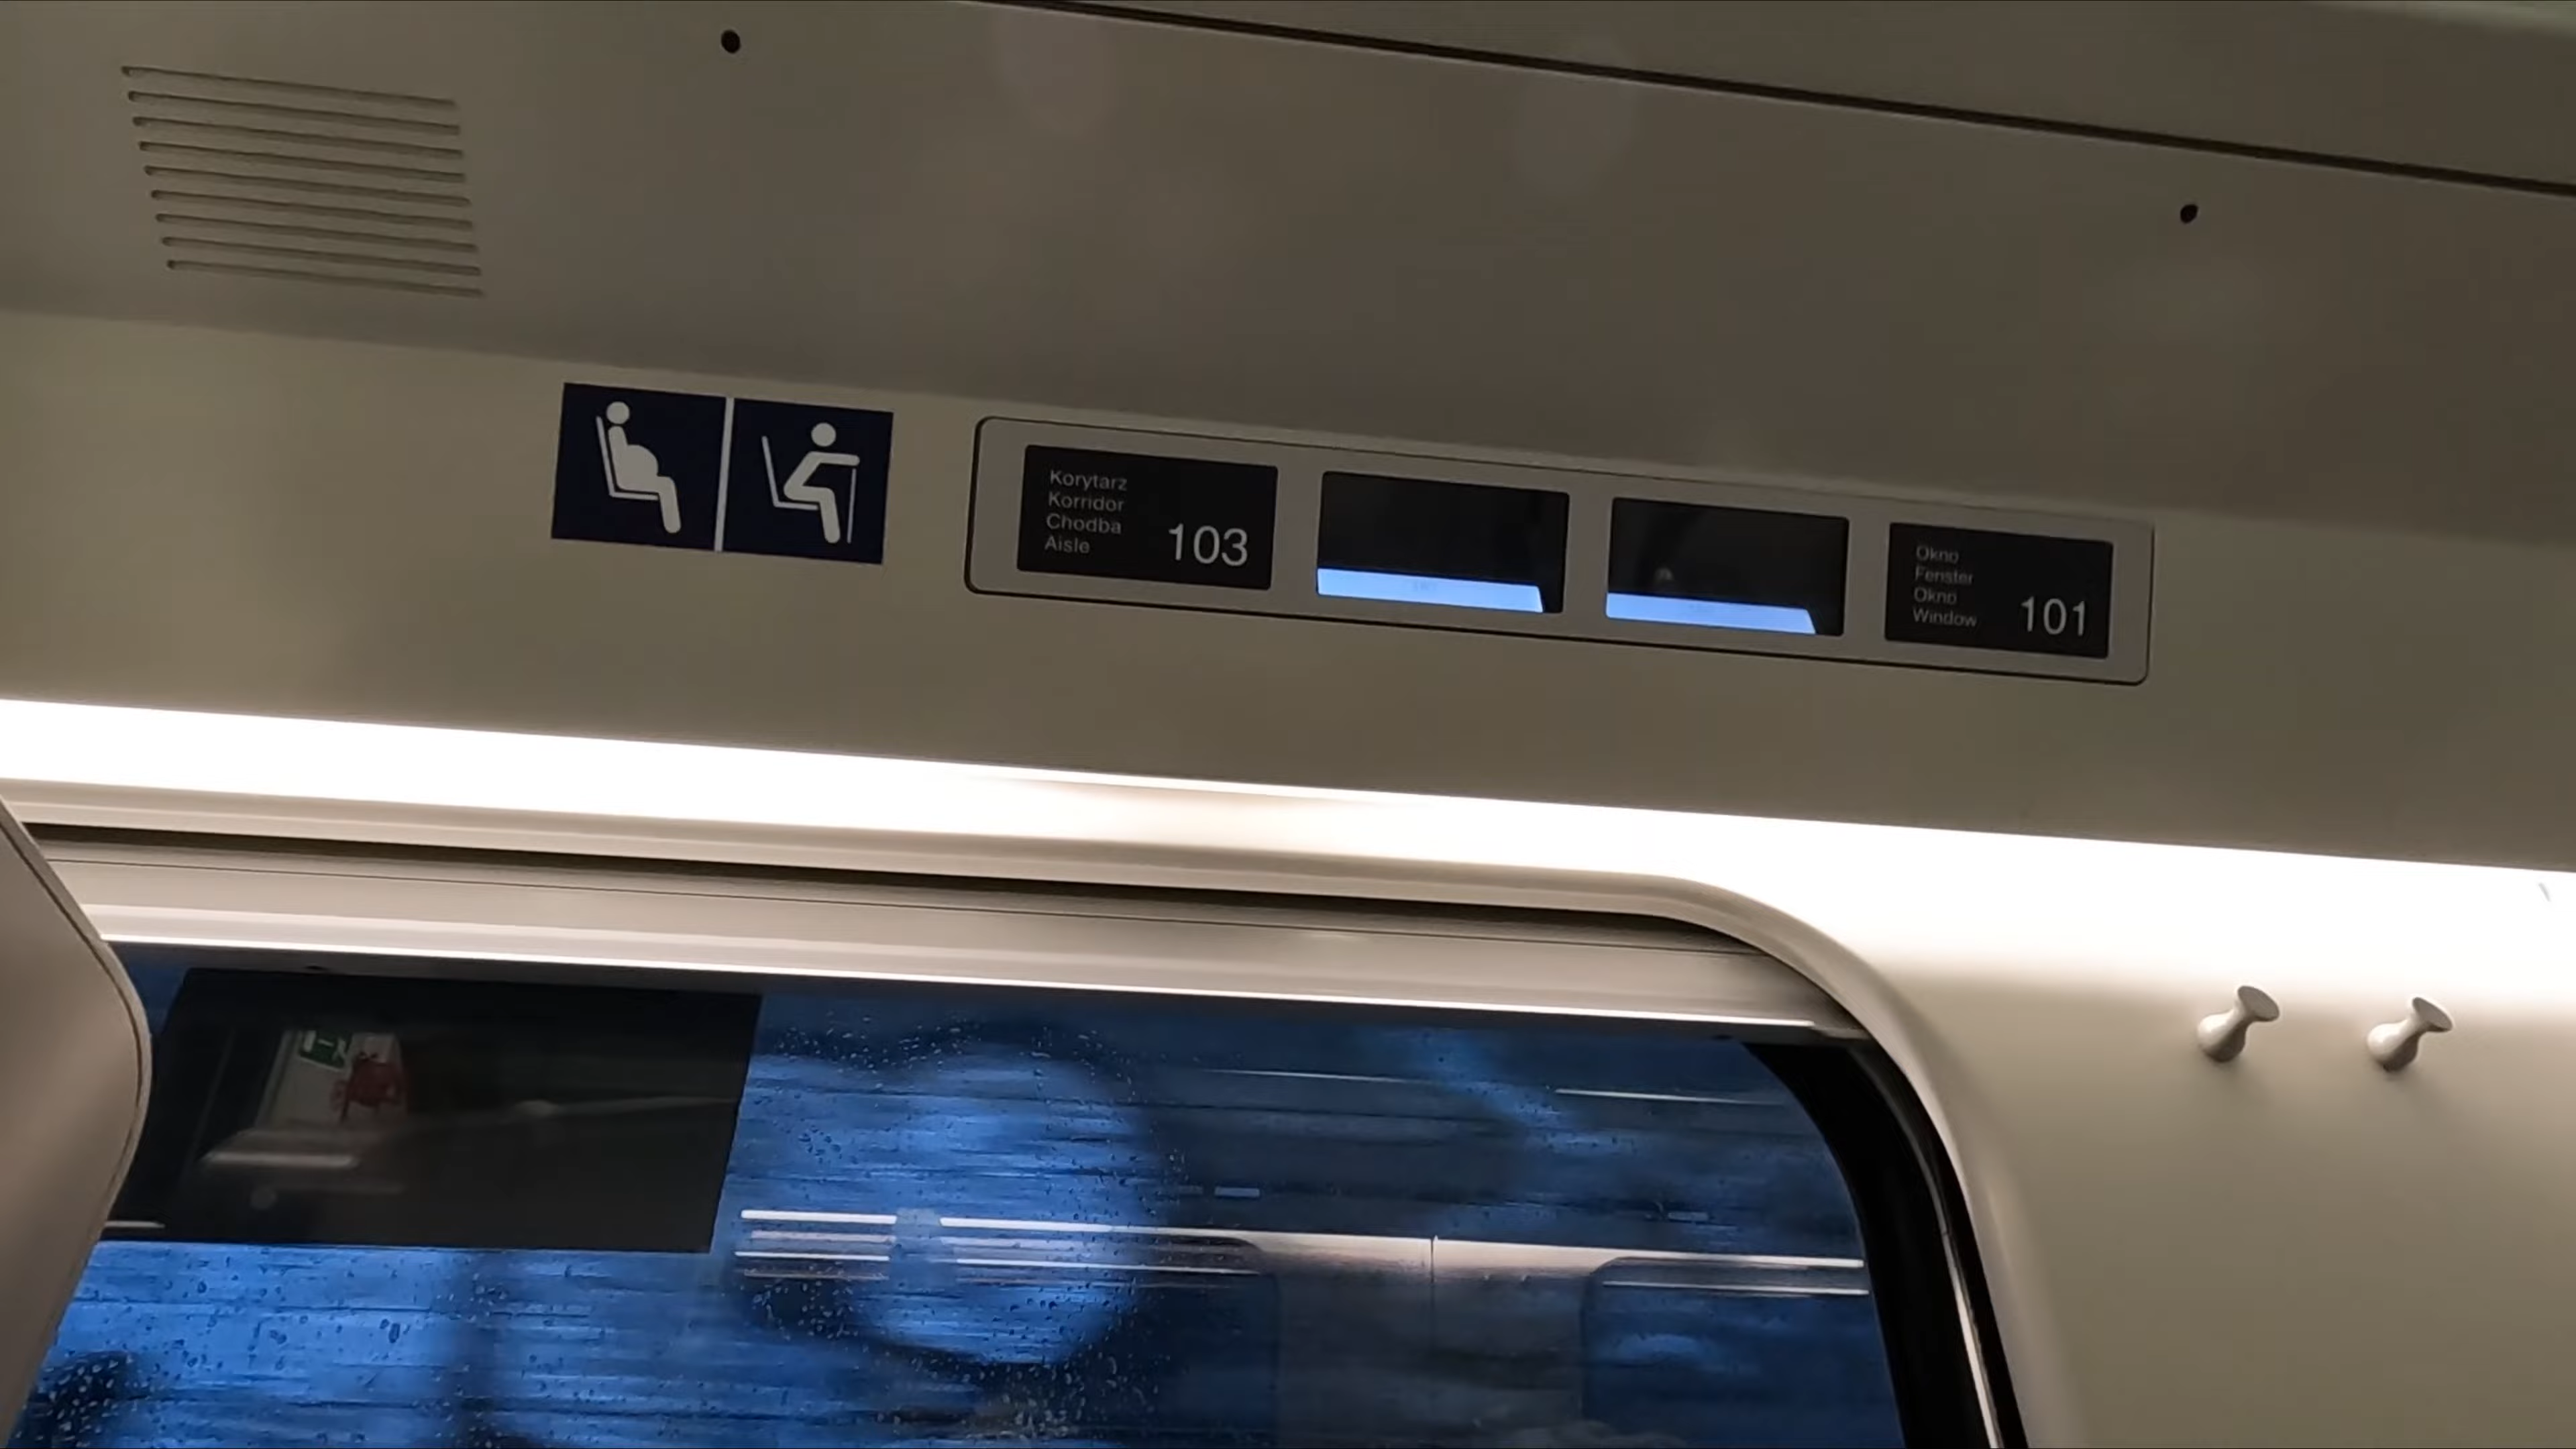 Korytarz
Korridor
Chodba
Aisle
103
Okno
Fenster
Okno
Window
101